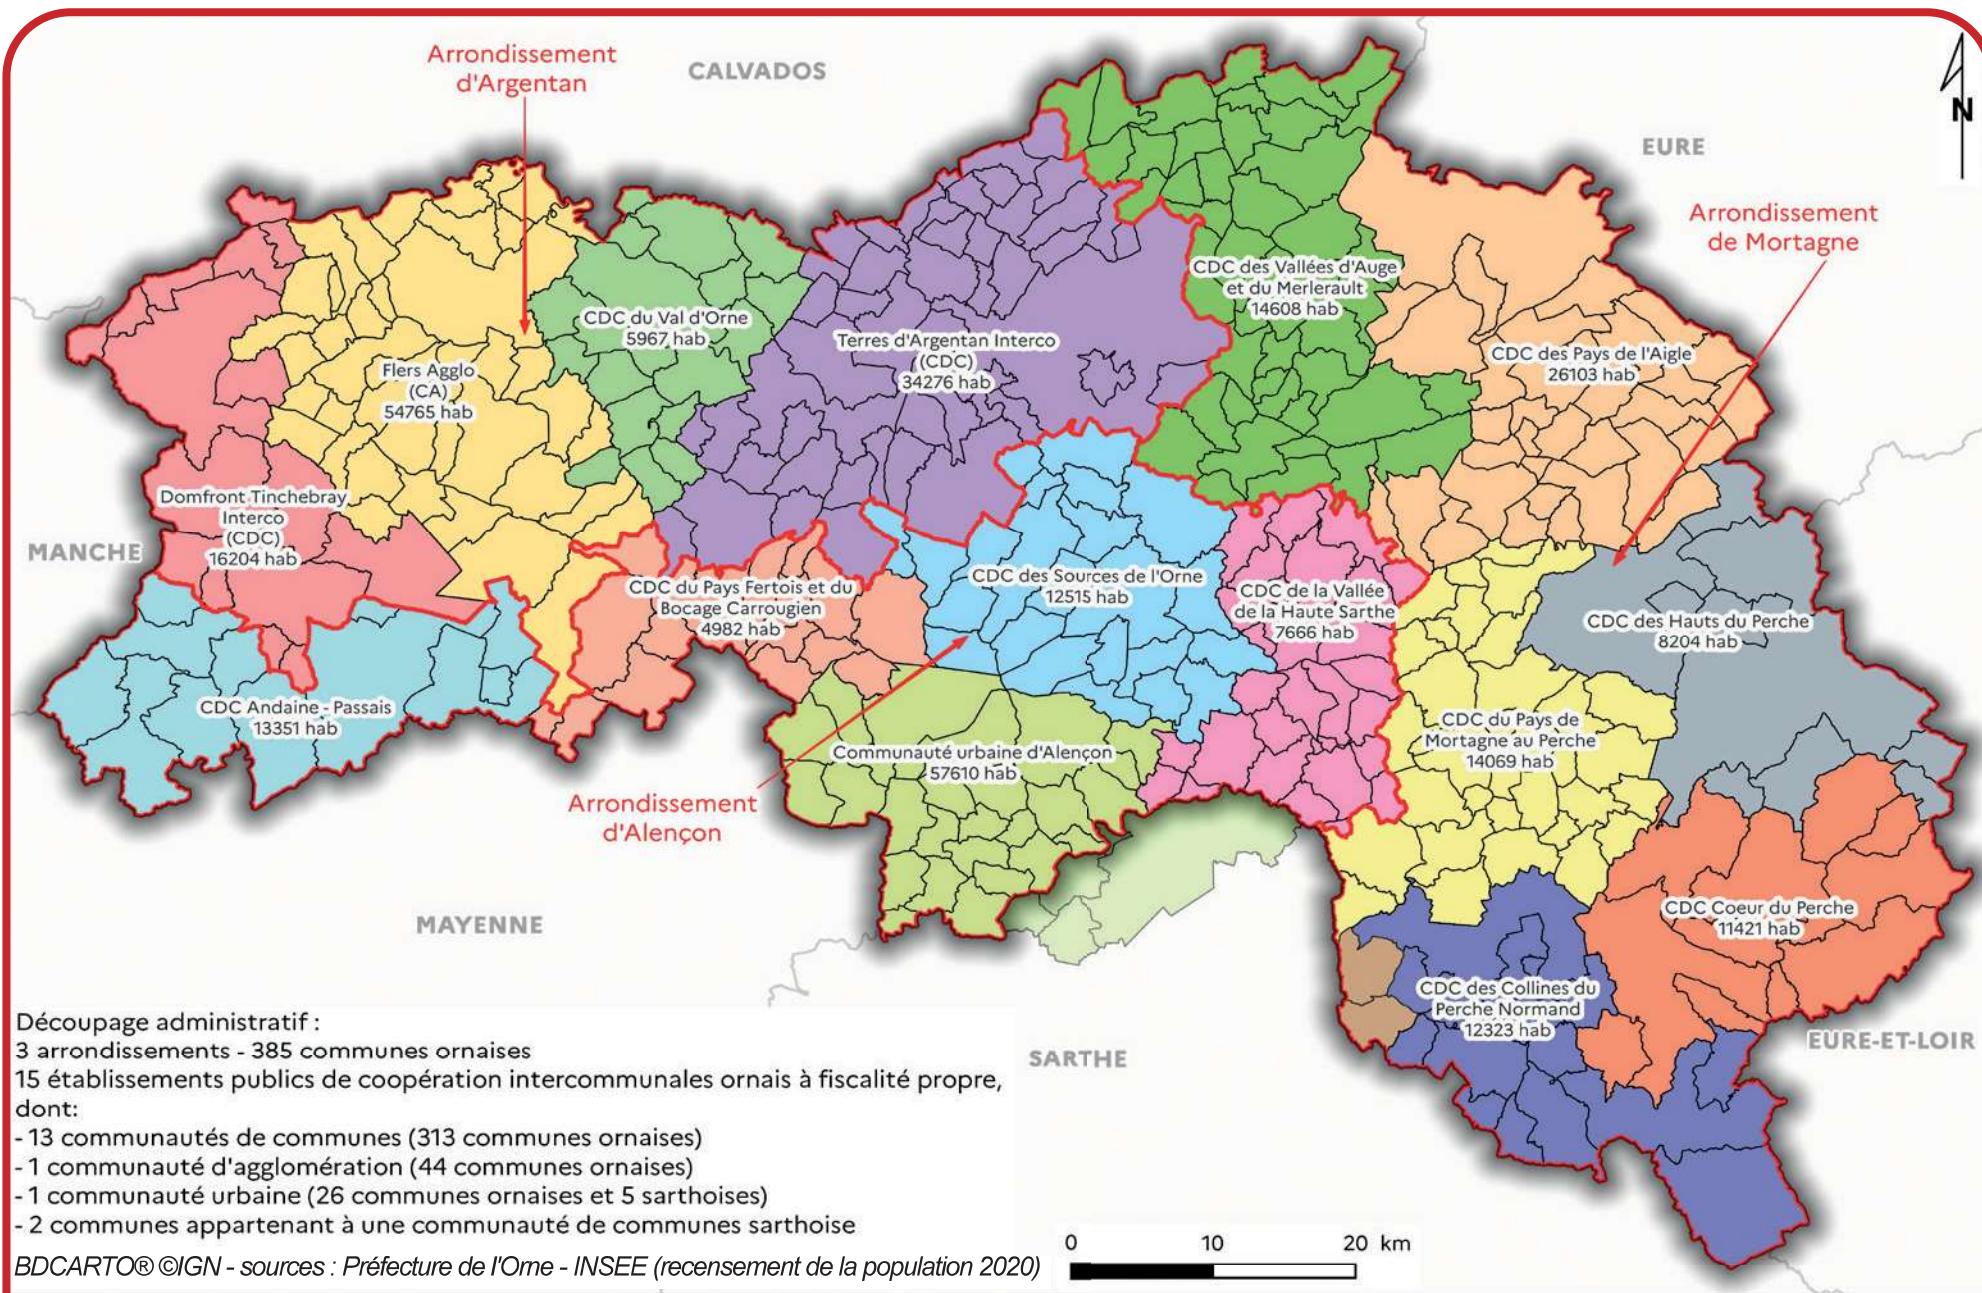 Arrondissement
d'Argentan
CALVADOS
N
EURE
Arrondissement
de Mortagne
CDC des Vallées d'Auge
et du Merlerault
14608 hab
CDC du Val d'Orne
5967 hab
Terres d'Argentan Interco
(CDC)
34276 hab
CDC des Pays de l'Aigle
26103 hab
Flers Agglo
(CA)
54765 hab
Domfront Tinchebray
Interco
(CDC)
16204 hab
MANCHE
CDC du Pays Fertois et du
Bocage Carrougien
4982 hab
CDC des Sources de l'Orne
12515 hab
CDC de la Vallée
de la Haute Sarthe
7666 hab
CDC des Hauts du Perche
8204 hab
CDC Andaine - Passais
13351 hab
CDC du Pays de
Mortagne au Perche
14069 hab
Communauté urbaine d'Alençon
57610 hab
Arrondissement
d'Alençon
MAYENNE
CDC Coeur du Perche
11421 hab
CDC des Collines du
Perche Normand
12323 hab
SARTHE
EURE-ET-LOIR
Découpage administratif :
3 arrondissements - 385 communes ornaises
15 établissements publics de coopération intercommunales ornais à fiscalité propre,
dont:
- 13 communautés de communes (313 communes ornaises)
- 1 communauté d'agglomération (44 communes ornaises)
- 1 communauté urbaine (26 communes ornaises et 5 sarthoises)
- 2 communes appartenant à une communauté de communes sarthoise
BDCARTO® ©IGN - sources : Préfecture de l'Orne - INSEE (recensement de la population 2020)
0 10 20 km